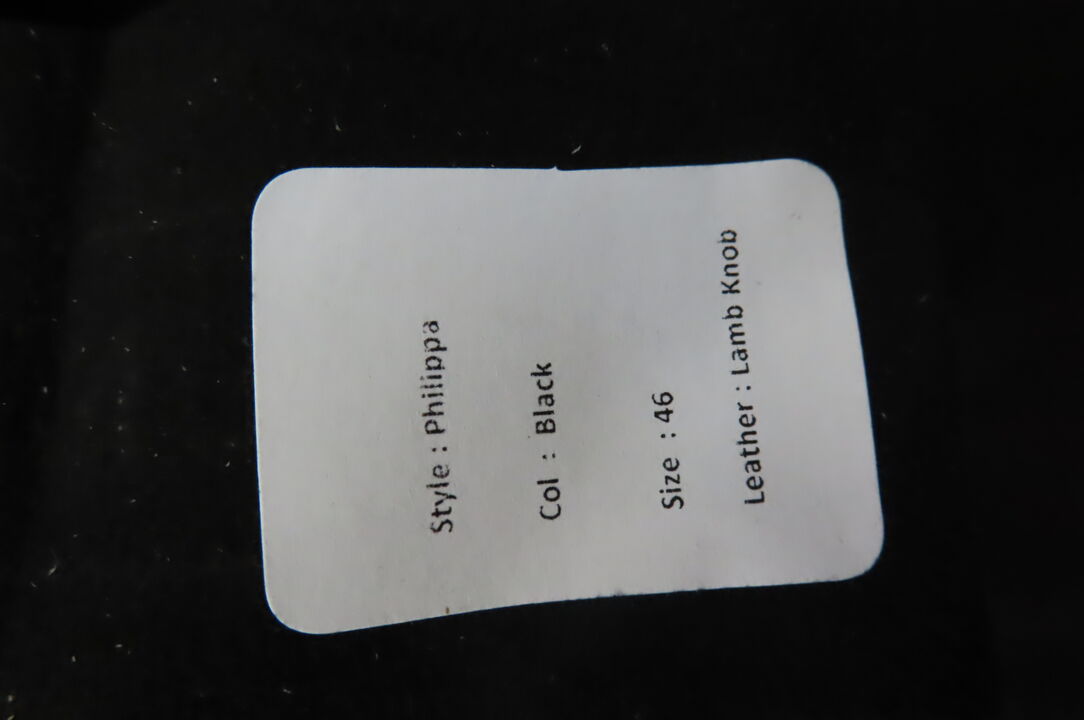 Style : Philippa
Col : Black
Size : 46
Leather : Lamb Knob